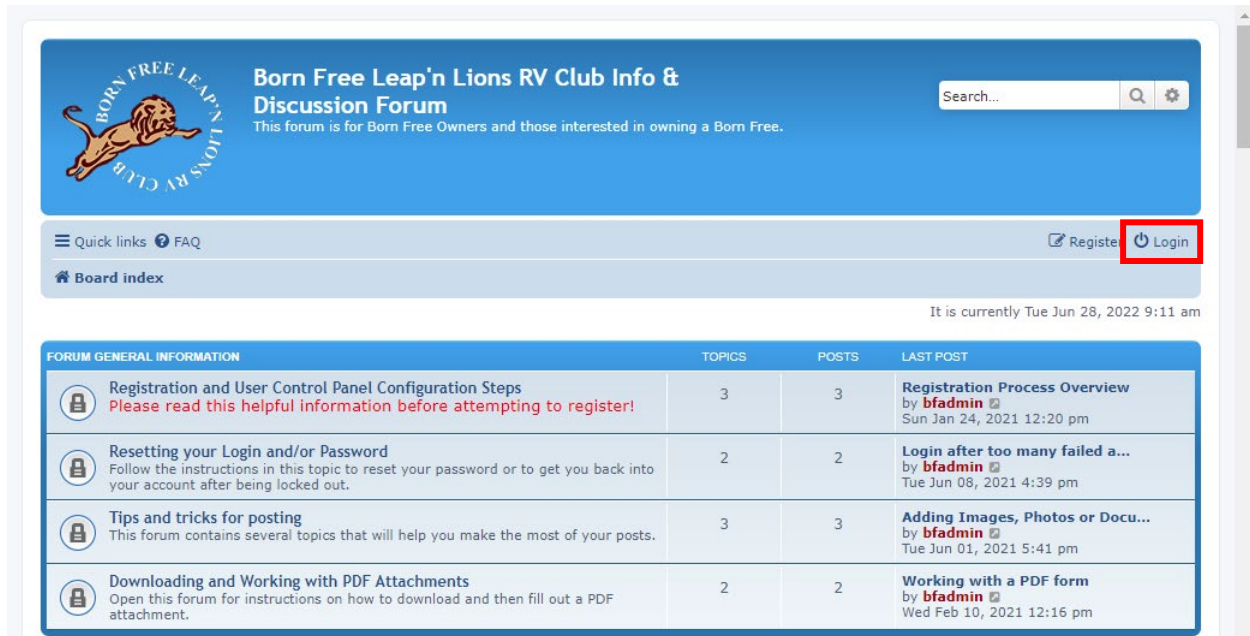 BORN FREE LEAP'N LIONS RV CLUB
Born Free Leap'n Lions RV Club Info &
Discussion Forum
This forum is for Born Free Owners and those interested in owning a Born Free.
Search...
Quick links FAQ
Register Login
Board index
It is currently Tue Jun 28, 2022 9:11 am
FORUM GENERAL INFORMATION TOPICS POSTS LAST POST
Registration and User Control Panel Configuration Steps 3 3 Registration Process Overview
Please read this helpful information before attempting to register! by bfadmin
Sun Jan 24, 2021 12:20 pm
Resetting your Login and/or Password 2 2 Login after too many failed a...
Follow the instructions in this topic to reset your password or to get you back into by bfadmin
your account after being locked out. Tue Jun 08, 2021 4:39 pm
Tips and tricks for posting 3 3 Adding Images, Photos or Docu...
This forum contains several topics that will help you make the most of your posts. by bfadmin
Tue Jun 01, 2021 5:41 pm
Downloading and Working with PDF Attachments 2 2 Working with a PDF form
Open this forum for instructions on how to download and then fill out a PDF by bfadmin
attachment. Wed Feb 10, 2021 12:16 pm